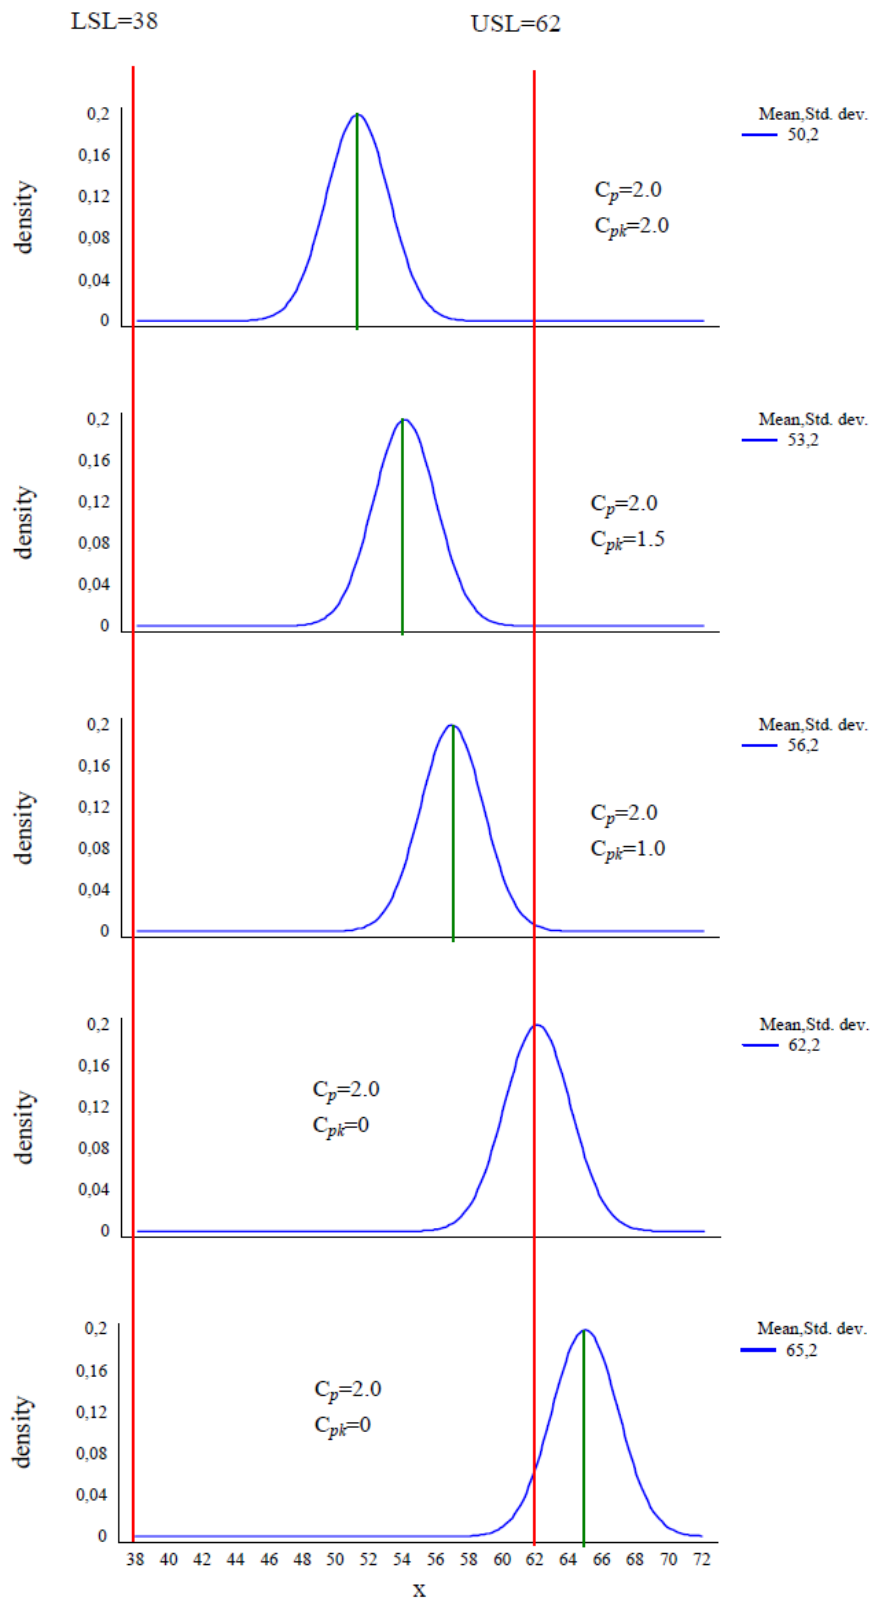 LSL=38
USL=62
Mean,Std. dev.
50,2
0,2
0,16
0,12
0,08
0,04
0
density
Cp=2.0
Cpk=2.0
Mean,Std. dev.
53,2
0,2
0,16
0,12
0,08
0,04
0
density
Cp=2.0
Cpk=1.5
Mean,Std. dev.
56,2
0,2
0,16
0,12
0,08
0,04
0
density
Cp=2.0
Cpk=1.0
Mean,Std. dev.
62,2
0,2
0,16
0,12
0,08
0,04
0
density
Cp=2.0
Cpk=0
Mean,Std. dev.
65,2
0,2
0,16
0,12
0,08
0,04
0
density
Cp=2.0
Cpk=0
38 40 42 44 46 50 52 54 56 58 60 62 64 66 68 70 72
x